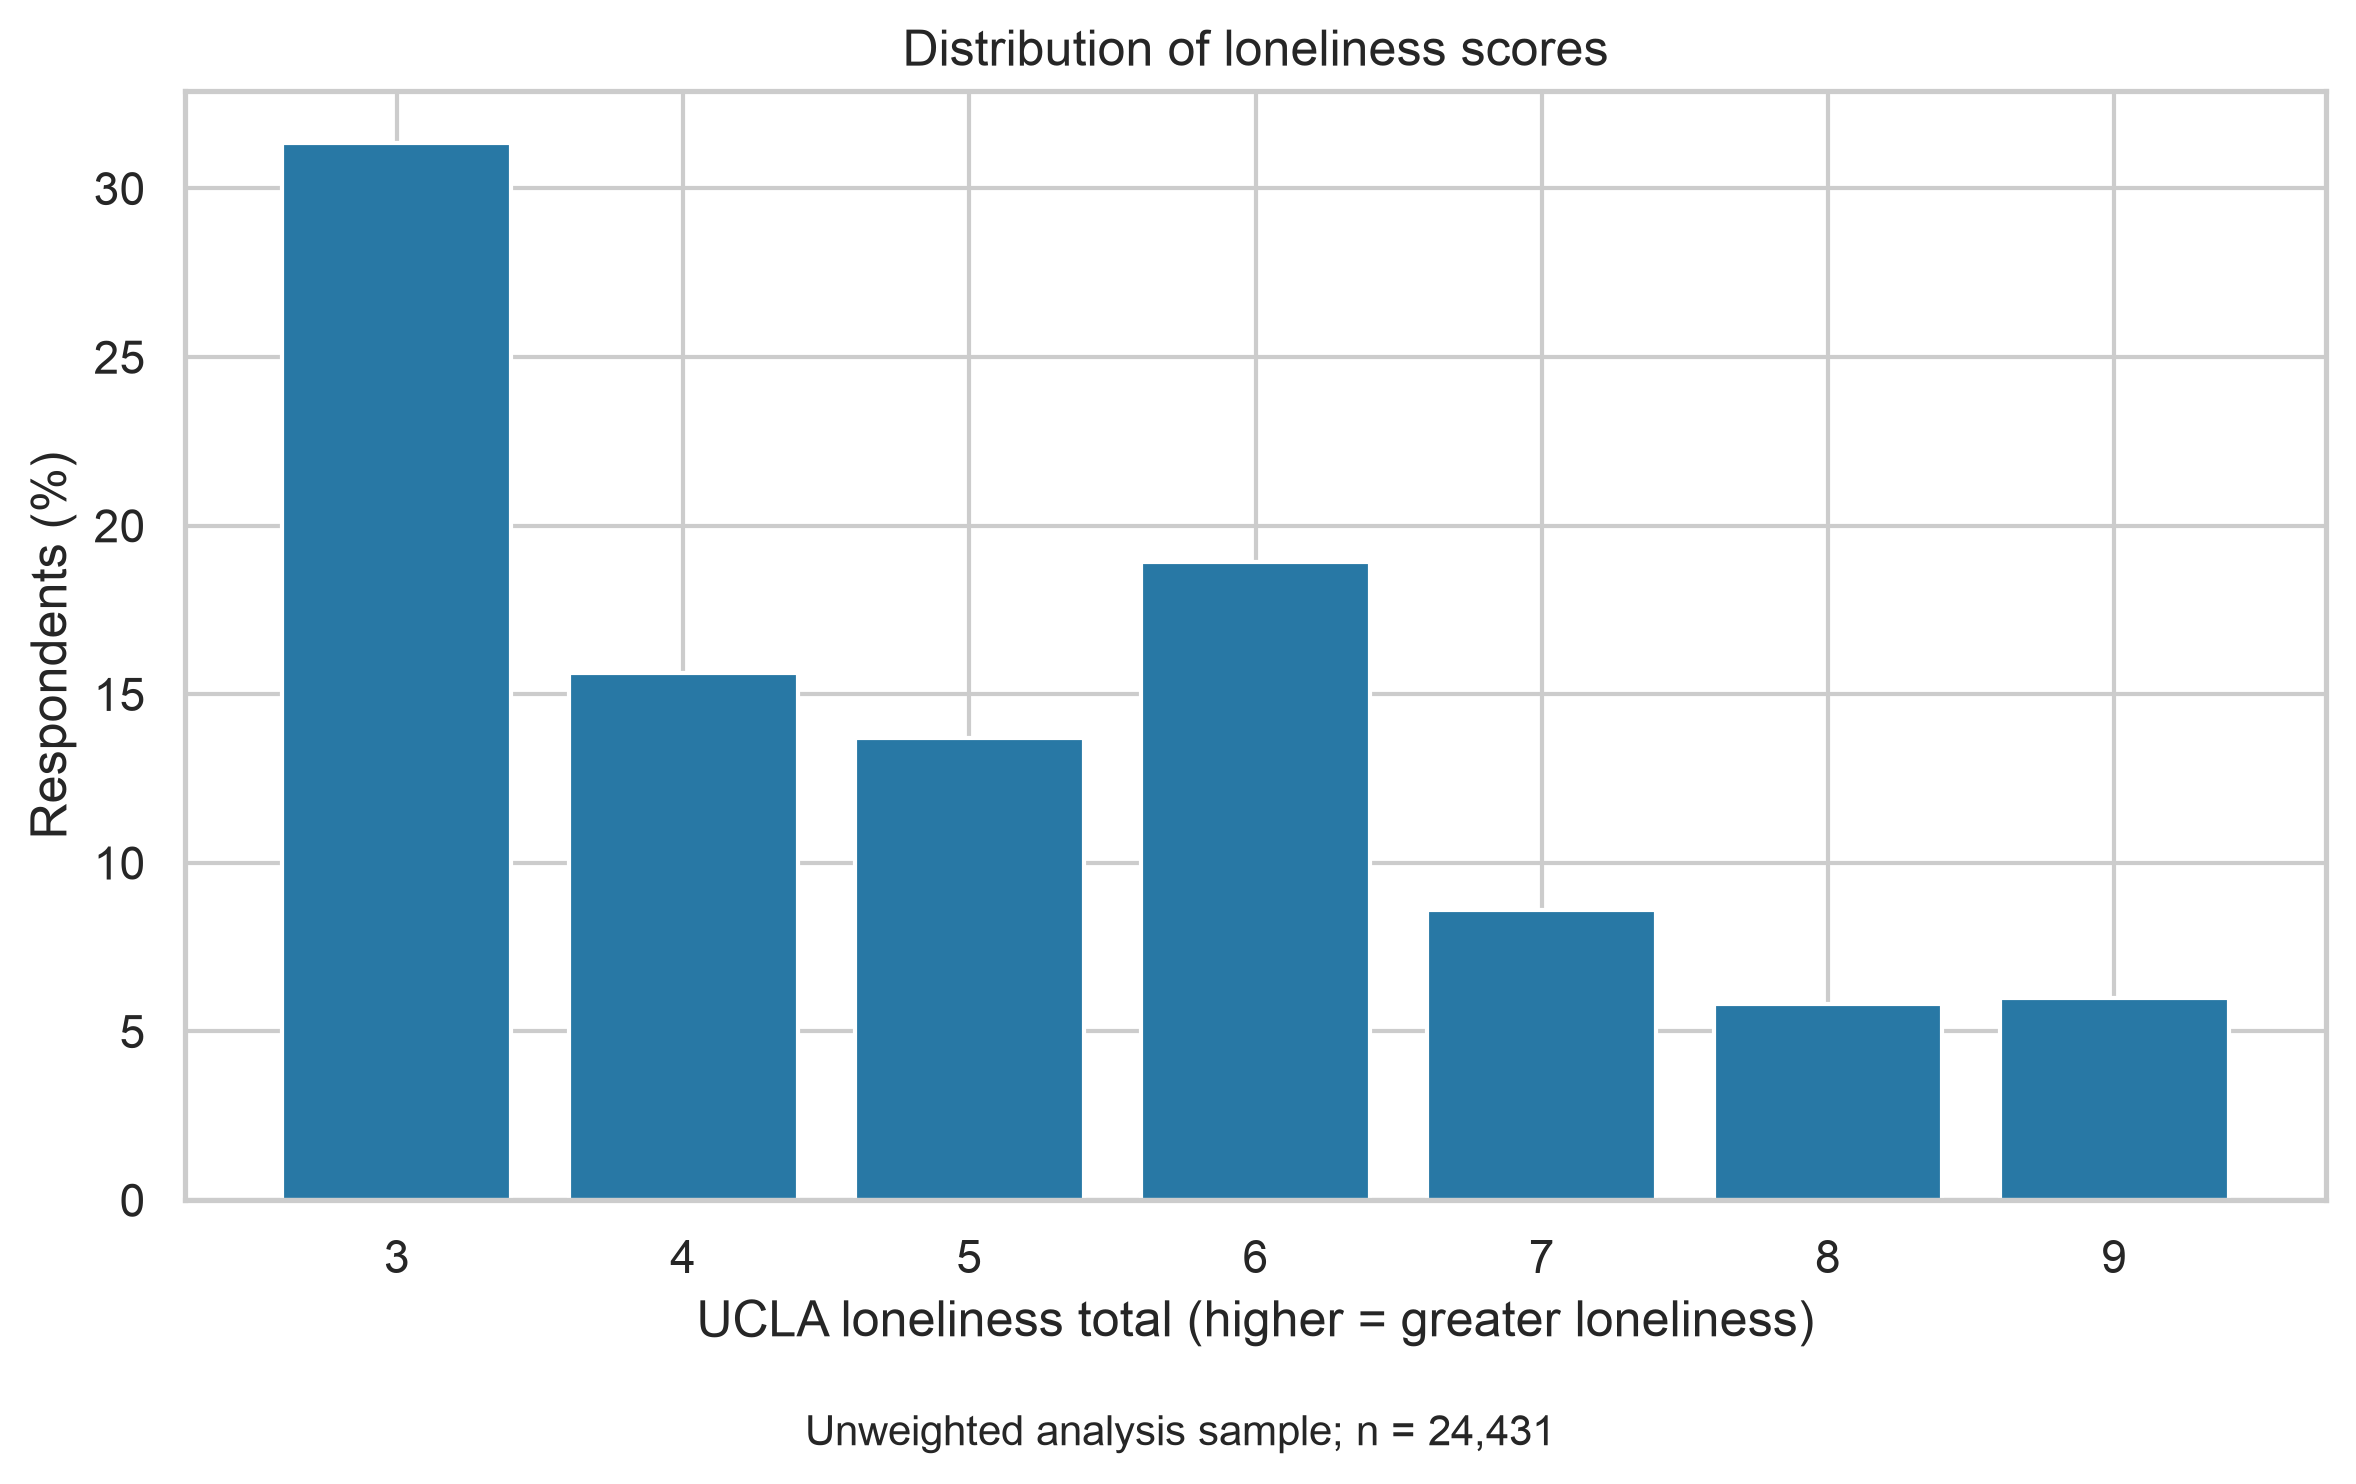 Distribution of loneliness scores
Respondents (%)
30
25
20
15
10
5
0
3 4 5 6 7 8 9
UCLA loneliness total (higher = greater loneliness)
Unweighted analysis sample; n = 24,431